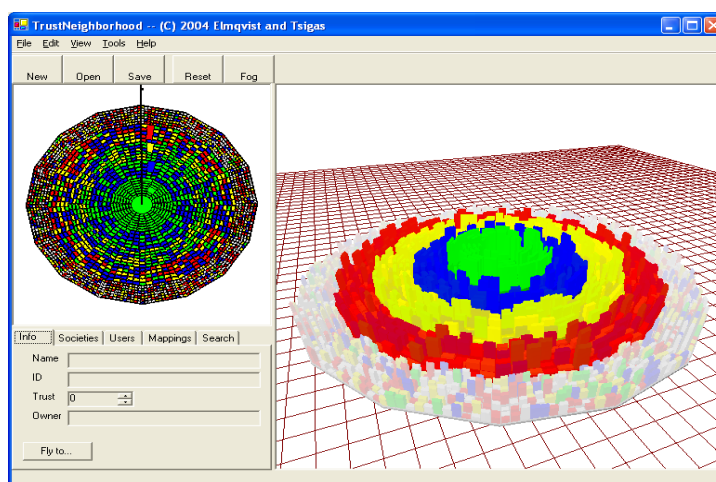 TrustNeighborhood -- (C) 2004 Elmqvist and Tsigas
File Edit View Tools Help
New Open Save Reset Fog
Info Societies Users Mappings Search
Name
ID
Trust 0
Owner
Fly to...